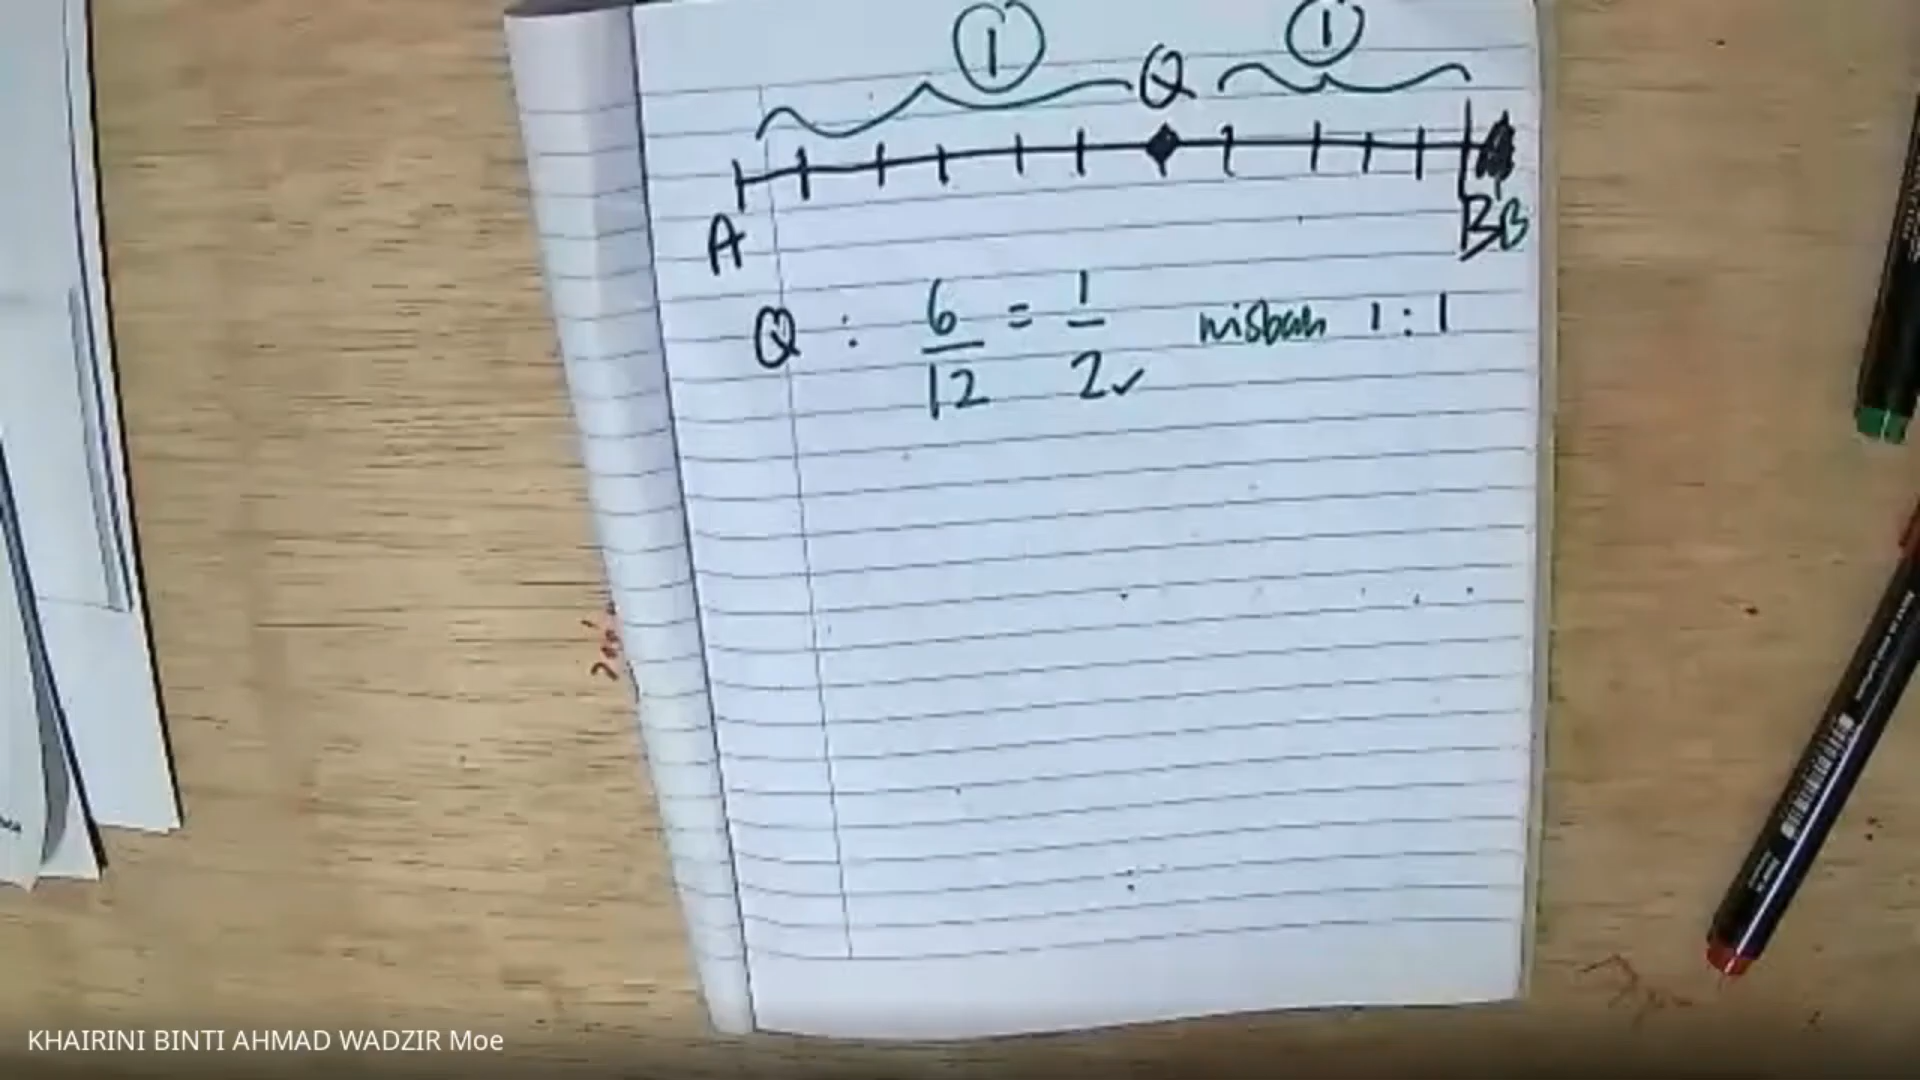 1 1
Q
A B B
Q : 6/12 = 1/2 nisbah 1 : 1
KHAIRINI BINTI AHMAD WADZIR Moe